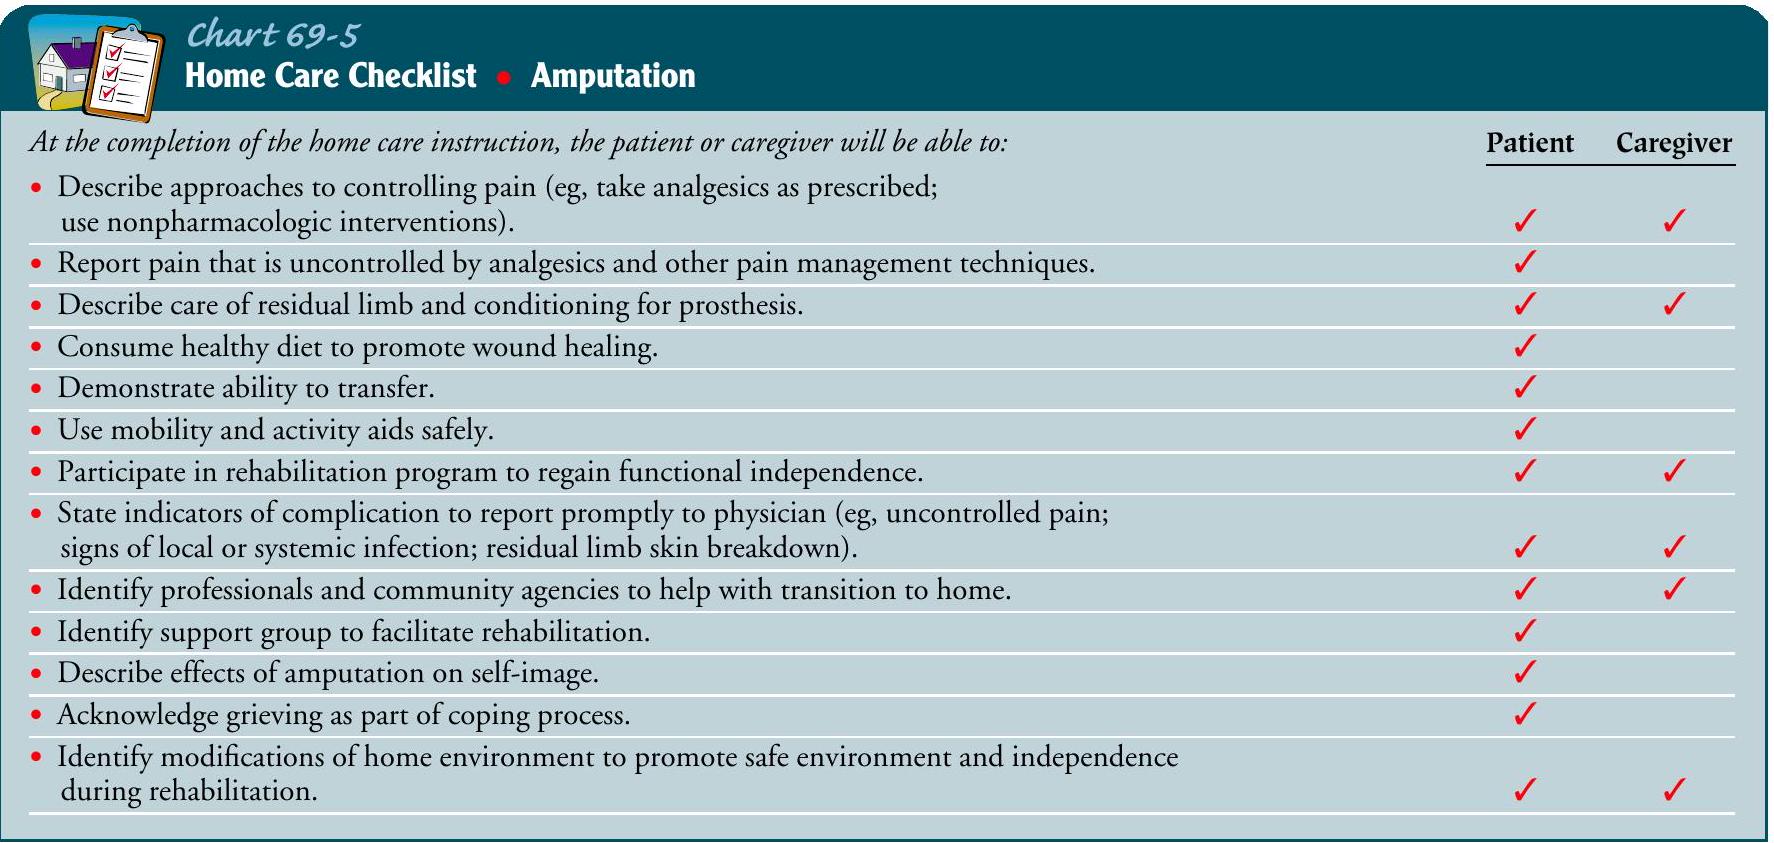 Chart 69-5
Home Care Checklist • Amputation
At the completion of the home care instruction, the patient or caregiver will be able to: Patient Caregiver
• Describe approaches to controlling pain (eg, take analgesics as prescribed;
use nonpharmacologic interventions). ✓ ✓
• Report pain that is uncontrolled by analgesics and other pain management techniques. ✓
• Describe care of residual limb and conditioning for prosthesis. ✓ ✓
• Consume healthy diet to promote wound healing. ✓
• Demonstrate ability to transfer. ✓
• Use mobility and activity aids safely. ✓
• Participate in rehabilitation program to regain functional independence. ✓ ✓
• State indicators of complication to report promptly to physician (eg, uncontrolled pain;
signs of local or systemic infection; residual limb skin breakdown). ✓ ✓
• Identify professionals and community agencies to help with transition to home. ✓ ✓
• Identify support group to facilitate rehabilitation. ✓
• Describe effects of amputation on self-image. ✓
• Acknowledge grieving as part of coping process. ✓
• Identify modifications of home environment to promote safe environment and independence
during rehabilitation. ✓ ✓